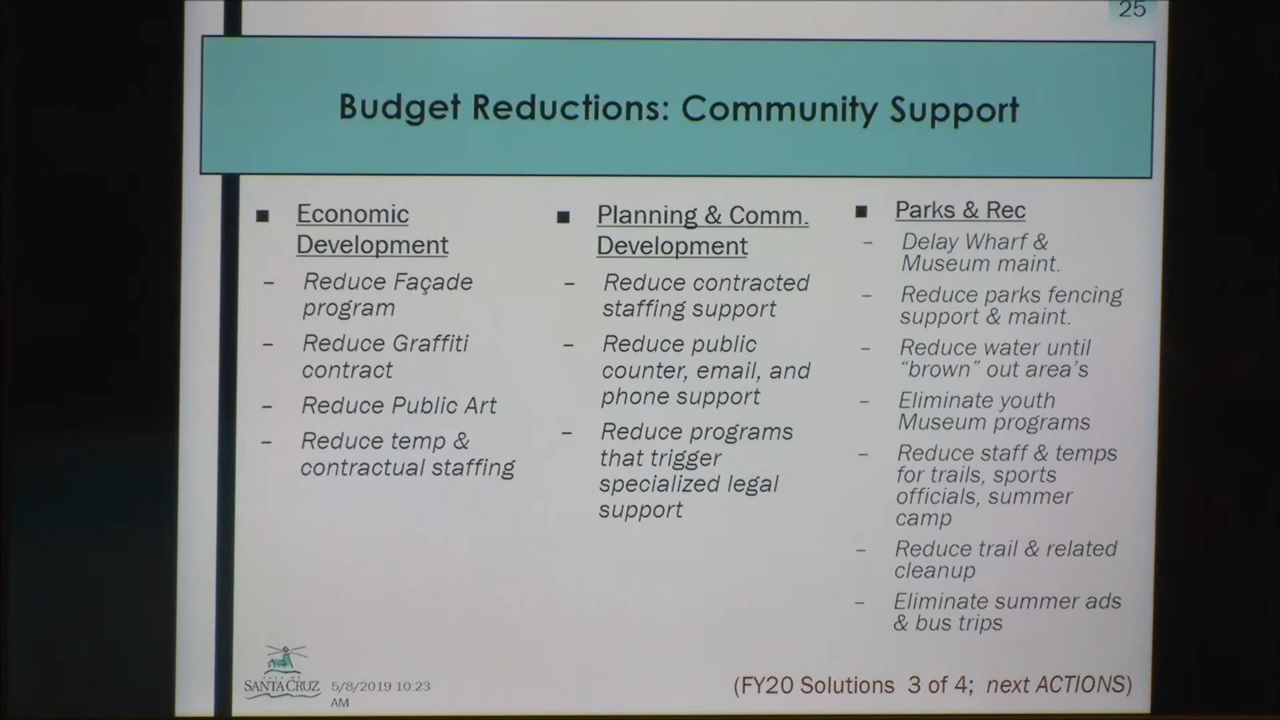 25
Budget Reductions: Community Support
■ Economic
Development
– Reduce Façade
program
– Reduce Graffiti
contract
– Reduce Public Art
– Reduce temp &
contractual staffing
■ Planning & Comm.
Development
– Reduce contracted
staffing support
– Reduce public
counter, email, and
phone support
– Reduce programs
that trigger
specialized legal
support
■ Parks & Rec
– Delay Wharf &
Museum maint.
– Reduce parks fencing
support & maint.
– Reduce water until
“brown” out area’s
– Eliminate youth
Museum programs
– Reduce staff & temps
for trails, sports
officials, summer
camp
– Reduce trail & related
cleanup
– Eliminate summer ads
& bus trips
CITY OF
SANTA CRUZ
5/8/2019 10:23
AM
(FY20 Solutions 3 of 4; next ACTIONS)